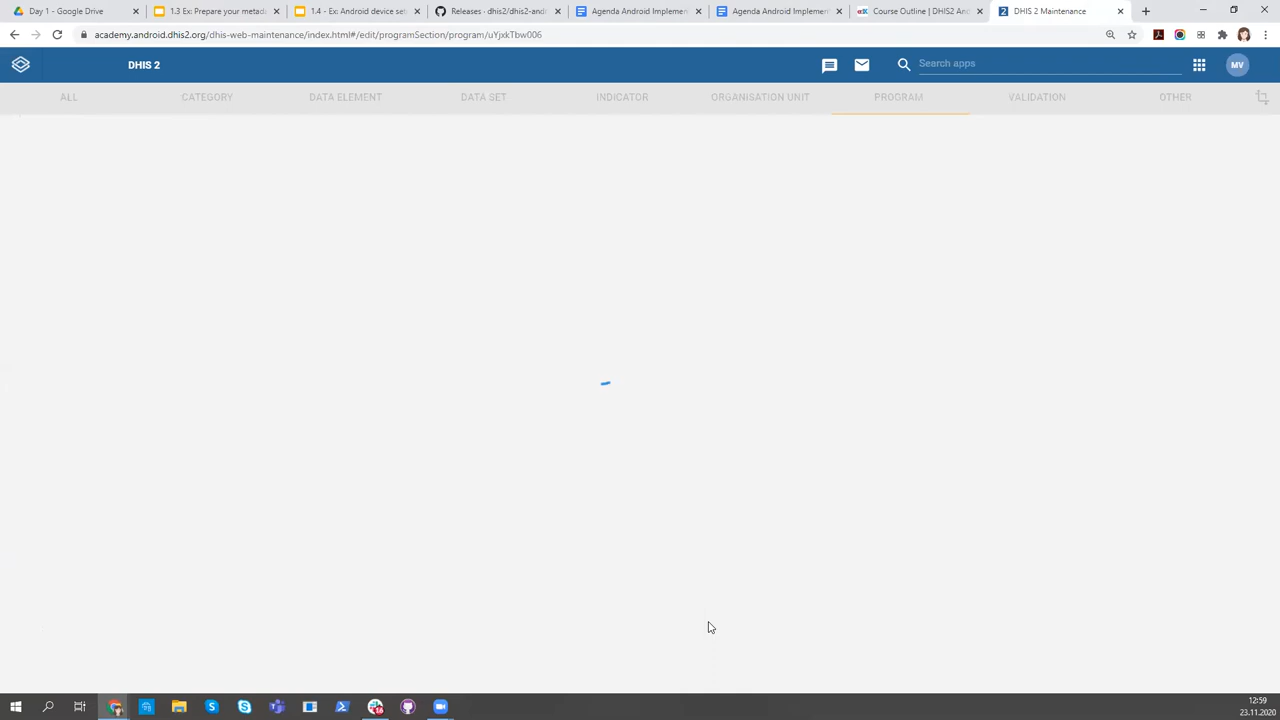 Day 1 - Google Drive
1.3 Ex: Prepare your metad
1.4 - Ex: Android device set
Releases · dhis2/dhis2-andr
Agenda Android Implemen
Agenda Android Implemen
Course Outline | DHIS2 And
DHIS 2 Maintenance
academy.android.dhis2.org/dhis-web-maintenance/index.html#/edit/programSection/program/uYjxkTbw006
DHIS 2
Search apps
MV
ALL
CATEGORY
DATA ELEMENT
DATA SET
INDICATOR
ORGANISATION UNIT
PROGRAM
VALIDATION
OTHER
12:59
23.11.2020